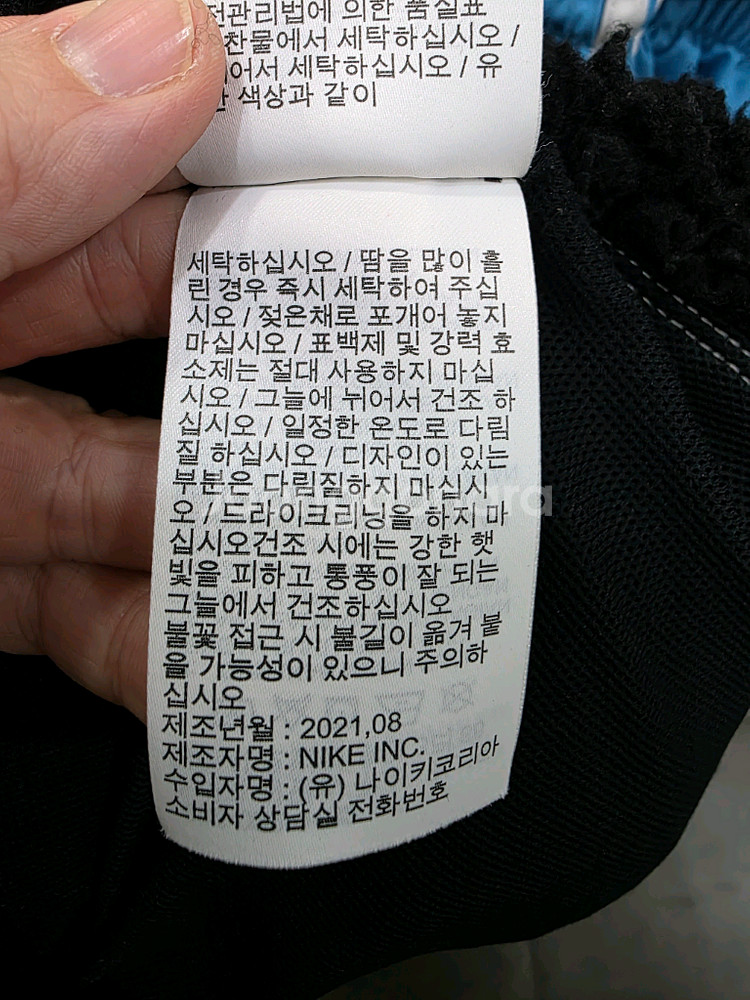 전관리법에 의한 품질표
찬물에서 세탁하십시오 /
어서 세탁하십시오 / 유
색상과 같이
세탁하십시오 / 땀을 많이 흘
린 경우 즉시 세탁하여 주십
시오 / 젖은채로 포개어 놓지
마십시오 / 표백제 및 강력 효
소제는 절대 사용하지 마십
시오 / 그늘에 뉘어서 건조 하
십시오 / 일정한 온도로 다림
질 하십시오 / 디자인이 있는
부분은 다림질하지 마십시
오 / 드라이크리닝을 하지 마
십시오건조 시에는 강한 햇
빛을 피하고 통풍이 잘 되는
그늘에서 건조하십시오
불꽃 접근 시 불길이 옮겨 붙
을 가능성이 있으니 주의하
십시오
제조년월 : 2021,08
제조자명 : NIKE INC.
수입자명 : (유) 나이키코리아
소비자 상담실 전화번호